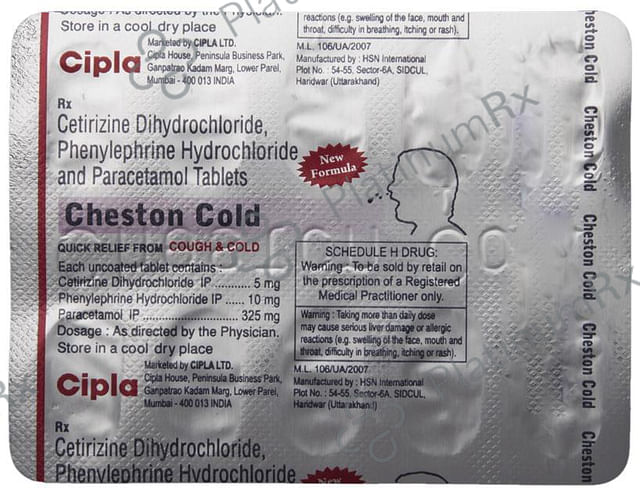 Dosage : As directed by the Physician.
Store in a cool dry place
Marketed by CIPLA LTD.
Cipla
Cipla House, Peninsula Business Park,
Ganpatrao Kadam Marg, Lower Parel,
Mumbai - 400 013 INDIA
reactions (e.g. swelling of the face, mouth and
throat, difficulty in breathing, itching or rash).
M.L. 106/UA/2007
Manufactured by : HSN International
Plot No. : 54-55, Sector-6A, SIDCUL,
Haridwar (Uttarakhand)
Rx
Cetirizine Dihydrochloride,
Phenylephrine Hydrochloride
and Paracetamol Tablets
New
Formula
Cheston Cold
QUICK RELIEF FROM COUGH & COLD
Each uncoated tablet contains :
Cetirizine Dihydrochloride IP ........... 5 mg
Phenylephrine Hydrochloride IP ...... 10 mg
Paracetamol IP ............................ 325 mg
Dosage : As directed by the Physician.
Store in a cool dry place
SCHEDULE H DRUG:
Warning : To be sold by retail on
the prescription of a Registered
Medical Practitioner only.
Warning : Taking more than daily dose
may cause serious liver damage or allergic
reactions (e.g. swelling of the face, mouth and
throat, difficulty in breathing, itching or rash).
Marketed by CIPLA LTD.
Cipla
Cipla House, Peninsula Business Park,
Ganpatrao Kadam Marg, Lower Parel,
Mumbai - 400 013 INDIA
M.L. 106/UA/2007
Manufactured by : HSN International
Plot No. : 54-55, Sector-6A, SIDCUL,
Haridwar (Uttarakhand)
Rx
Cetirizine Dihydrochloride,
Phenylephrine Hydrochloride
New
Cheston Cold
Cheston Cold
Cheston Cold
Cheston Cold
Cheston
PlatinumRx